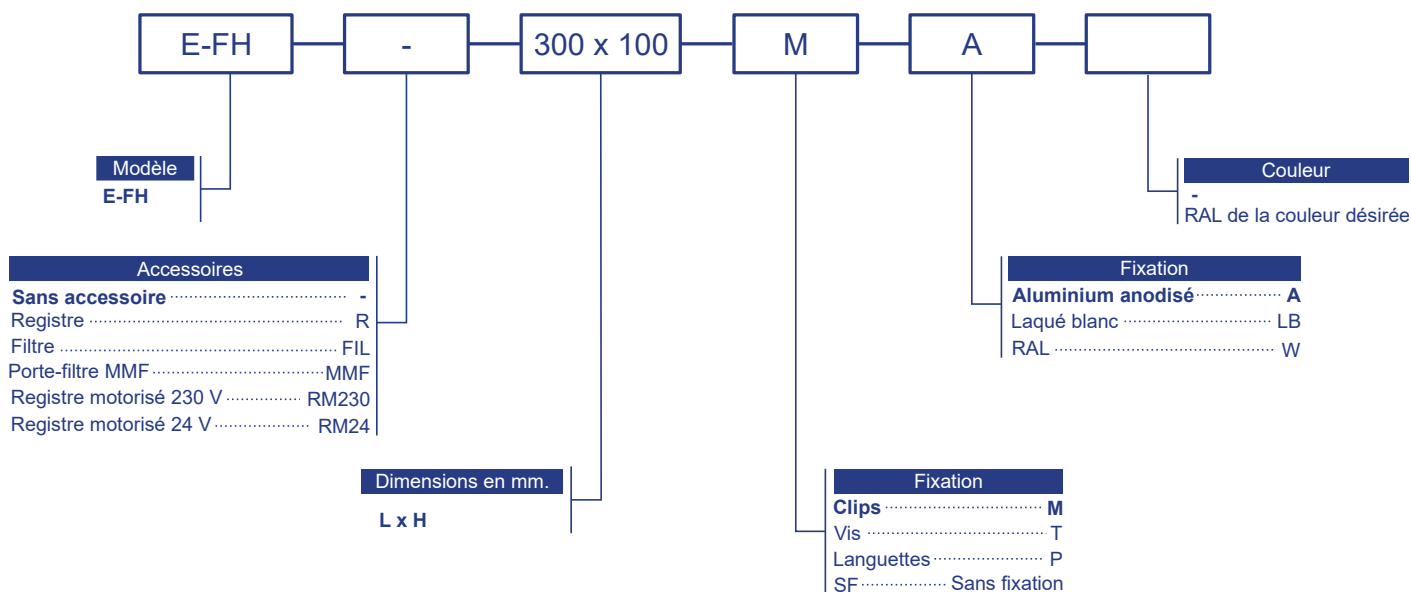 E-FH - 300 x 100 M A
Modèle
E-FH
Couleur
-
RAL de la couleur désirée
Accessoires
Sans accessoire -
Registre R
Filtre FIL
Porte-filtre MMF MMF
Registre motorisé 230 V RM230
Registre motorisé 24 V RM24
Fixation
Aluminium anodisé A
Laqué blanc LB
RAL W
Dimensions en mm.
L x H
Fixation
Clips M
Vis T
Languettes P
SF Sans fixation